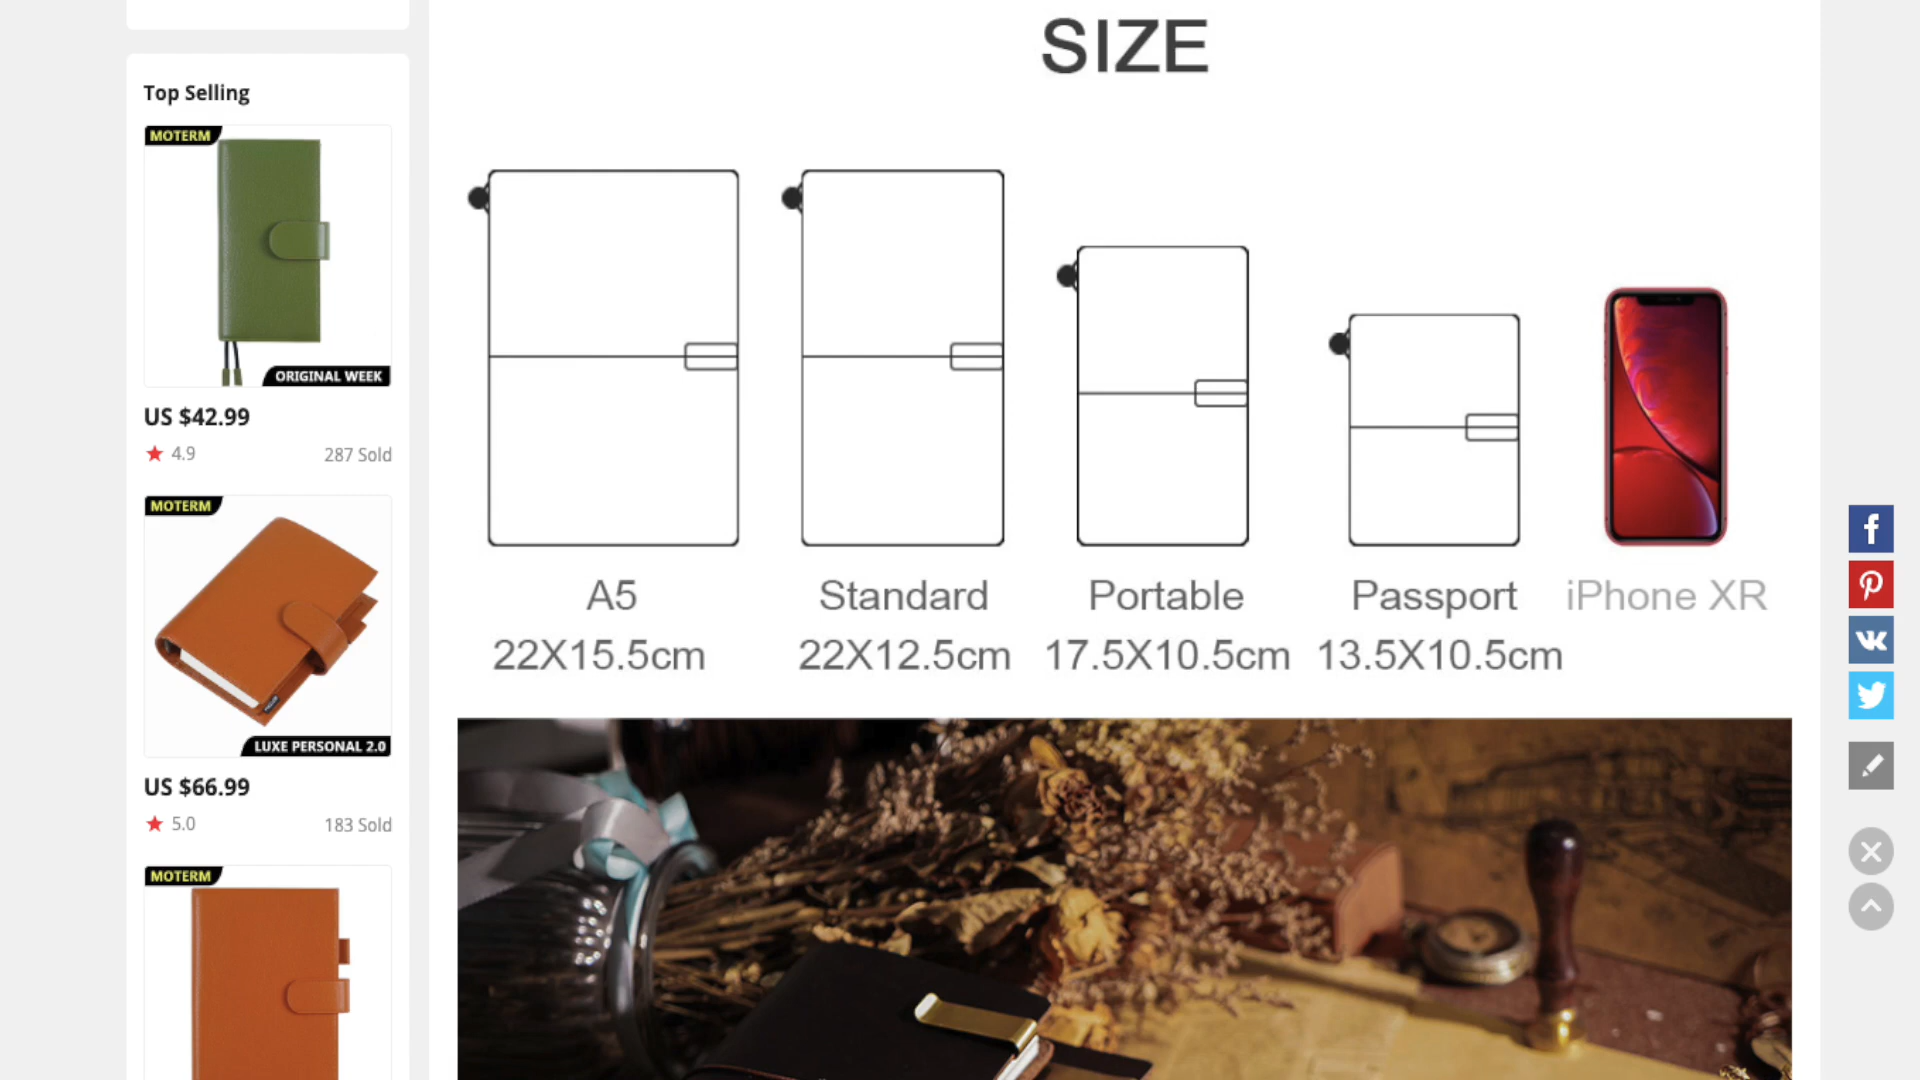 Top Selling
MOTERM
ORIGINAL WEEK
US $42.99
4.9
287 Sold
MOTERM
LUXE PERSONAL 2.0
US $66.99
5.0
183 Sold
MOTERM
SIZE
A5
Standard
Portable
Passport
iPhone XR
22X15.5cm
22X12.5cm
17.5X10.5cm
13.5X10.5cm